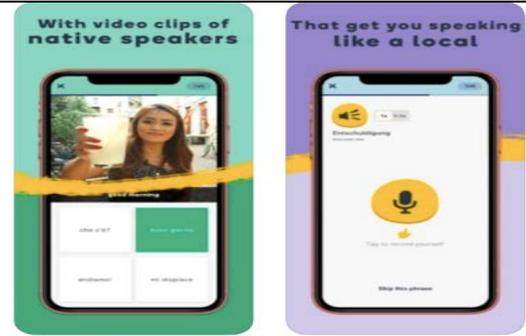 With video clips of
native speakers
good morning
che c'è?
buon giorno
andiamo!
mi dispiace
That get you speaking
like a local
1x
Entschuldigung
Tap to record yourself
Skip this phrase